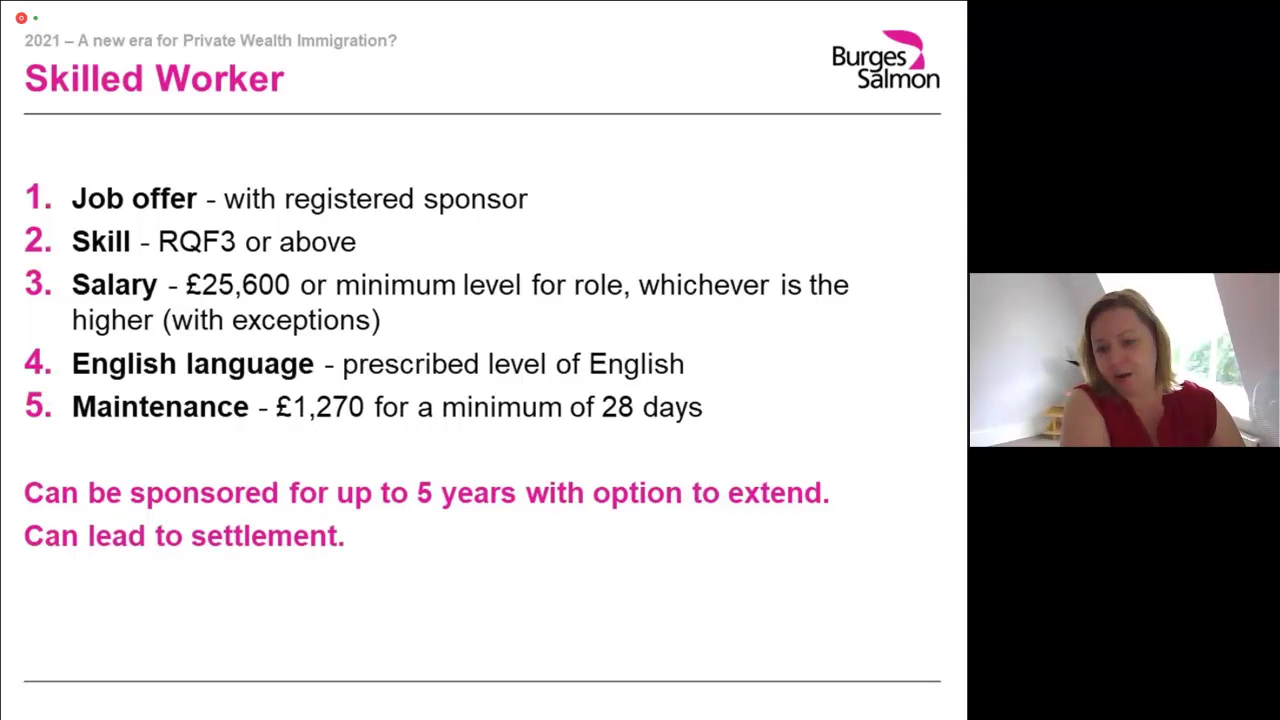 2021 – A new era for Private Wealth Immigration?
Skilled Worker
Burges
Salmon
1. Job offer - with registered sponsor
2. Skill - RQF3 or above
3. Salary - £25,600 or minimum level for role, whichever is the
higher (with exceptions)
4. English language - prescribed level of English
5. Maintenance - £1,270 for a minimum of 28 days
Can be sponsored for up to 5 years with option to extend.
Can lead to settlement.